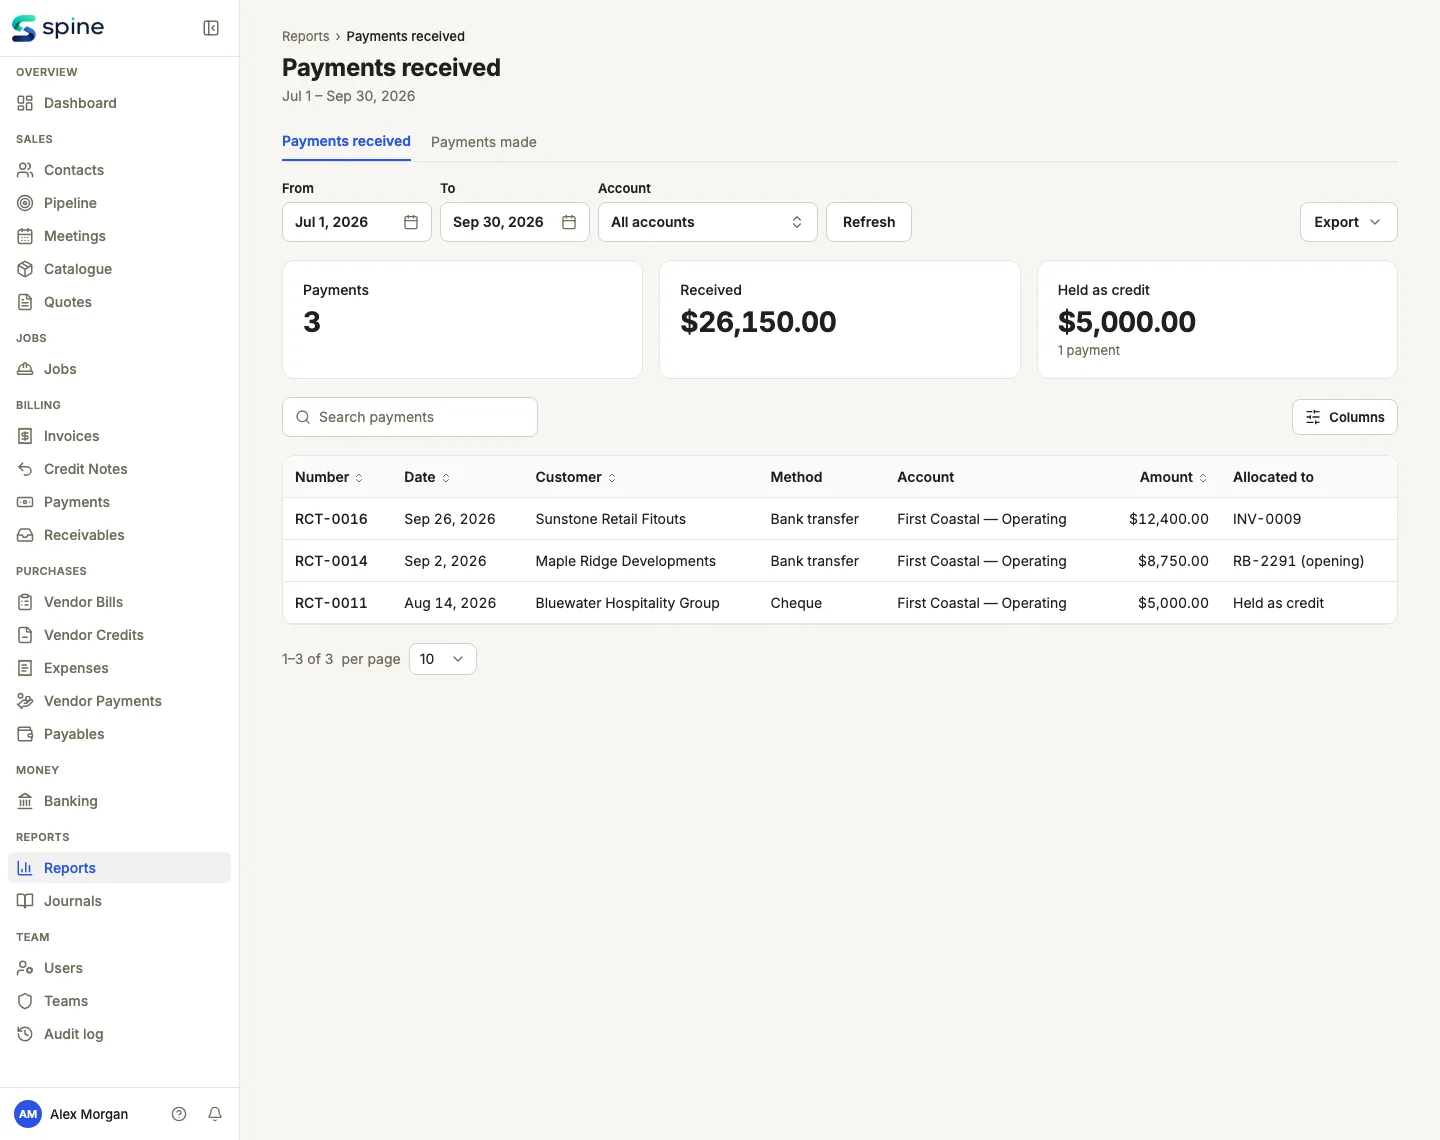 spine
OVERVIEW
Dashboard
SALES
Contacts
Pipeline
Meetings
Catalogue
Quotes
JOBS
Jobs
BILLING
Invoices
Credit Notes
Payments
Receivables
PURCHASES
Vendor Bills
Vendor Credits
Expenses
Vendor Payments
Payables
MONEY
Banking
REPORTS
Reports
Journals
TEAM
Users
Teams
Audit log
AM Alex Morgan
Reports › Payments received
Payments received
Jul 1 – Sep 30, 2026
Payments received Payments made
From To Account
Jul 1, 2026 Sep 30, 2026 All accounts Refresh Export
Payments Received Held as credit
3 $26,150.00 $5,000.00
1 payment
Search payments Columns
Number Date Customer Method Account Amount Allocated to
RCT-0016 Sep 26, 2026 Sunstone Retail Fitouts Bank transfer First Coastal — Operating $12,400.00 INV-0009
RCT-0014 Sep 2, 2026 Maple Ridge Developments Bank transfer First Coastal — Operating $8,750.00 RB-2291 (opening)
RCT-0011 Aug 14, 2026 Bluewater Hospitality Group Cheque First Coastal — Operating $5,000.00 Held as credit
1–3 of 3 per page 10